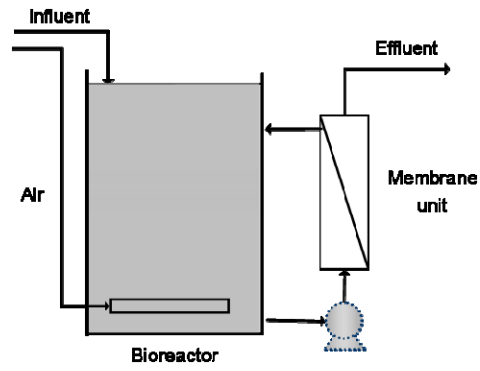 Influent
Effluent
Air
Membrane
unit
Bioreactor